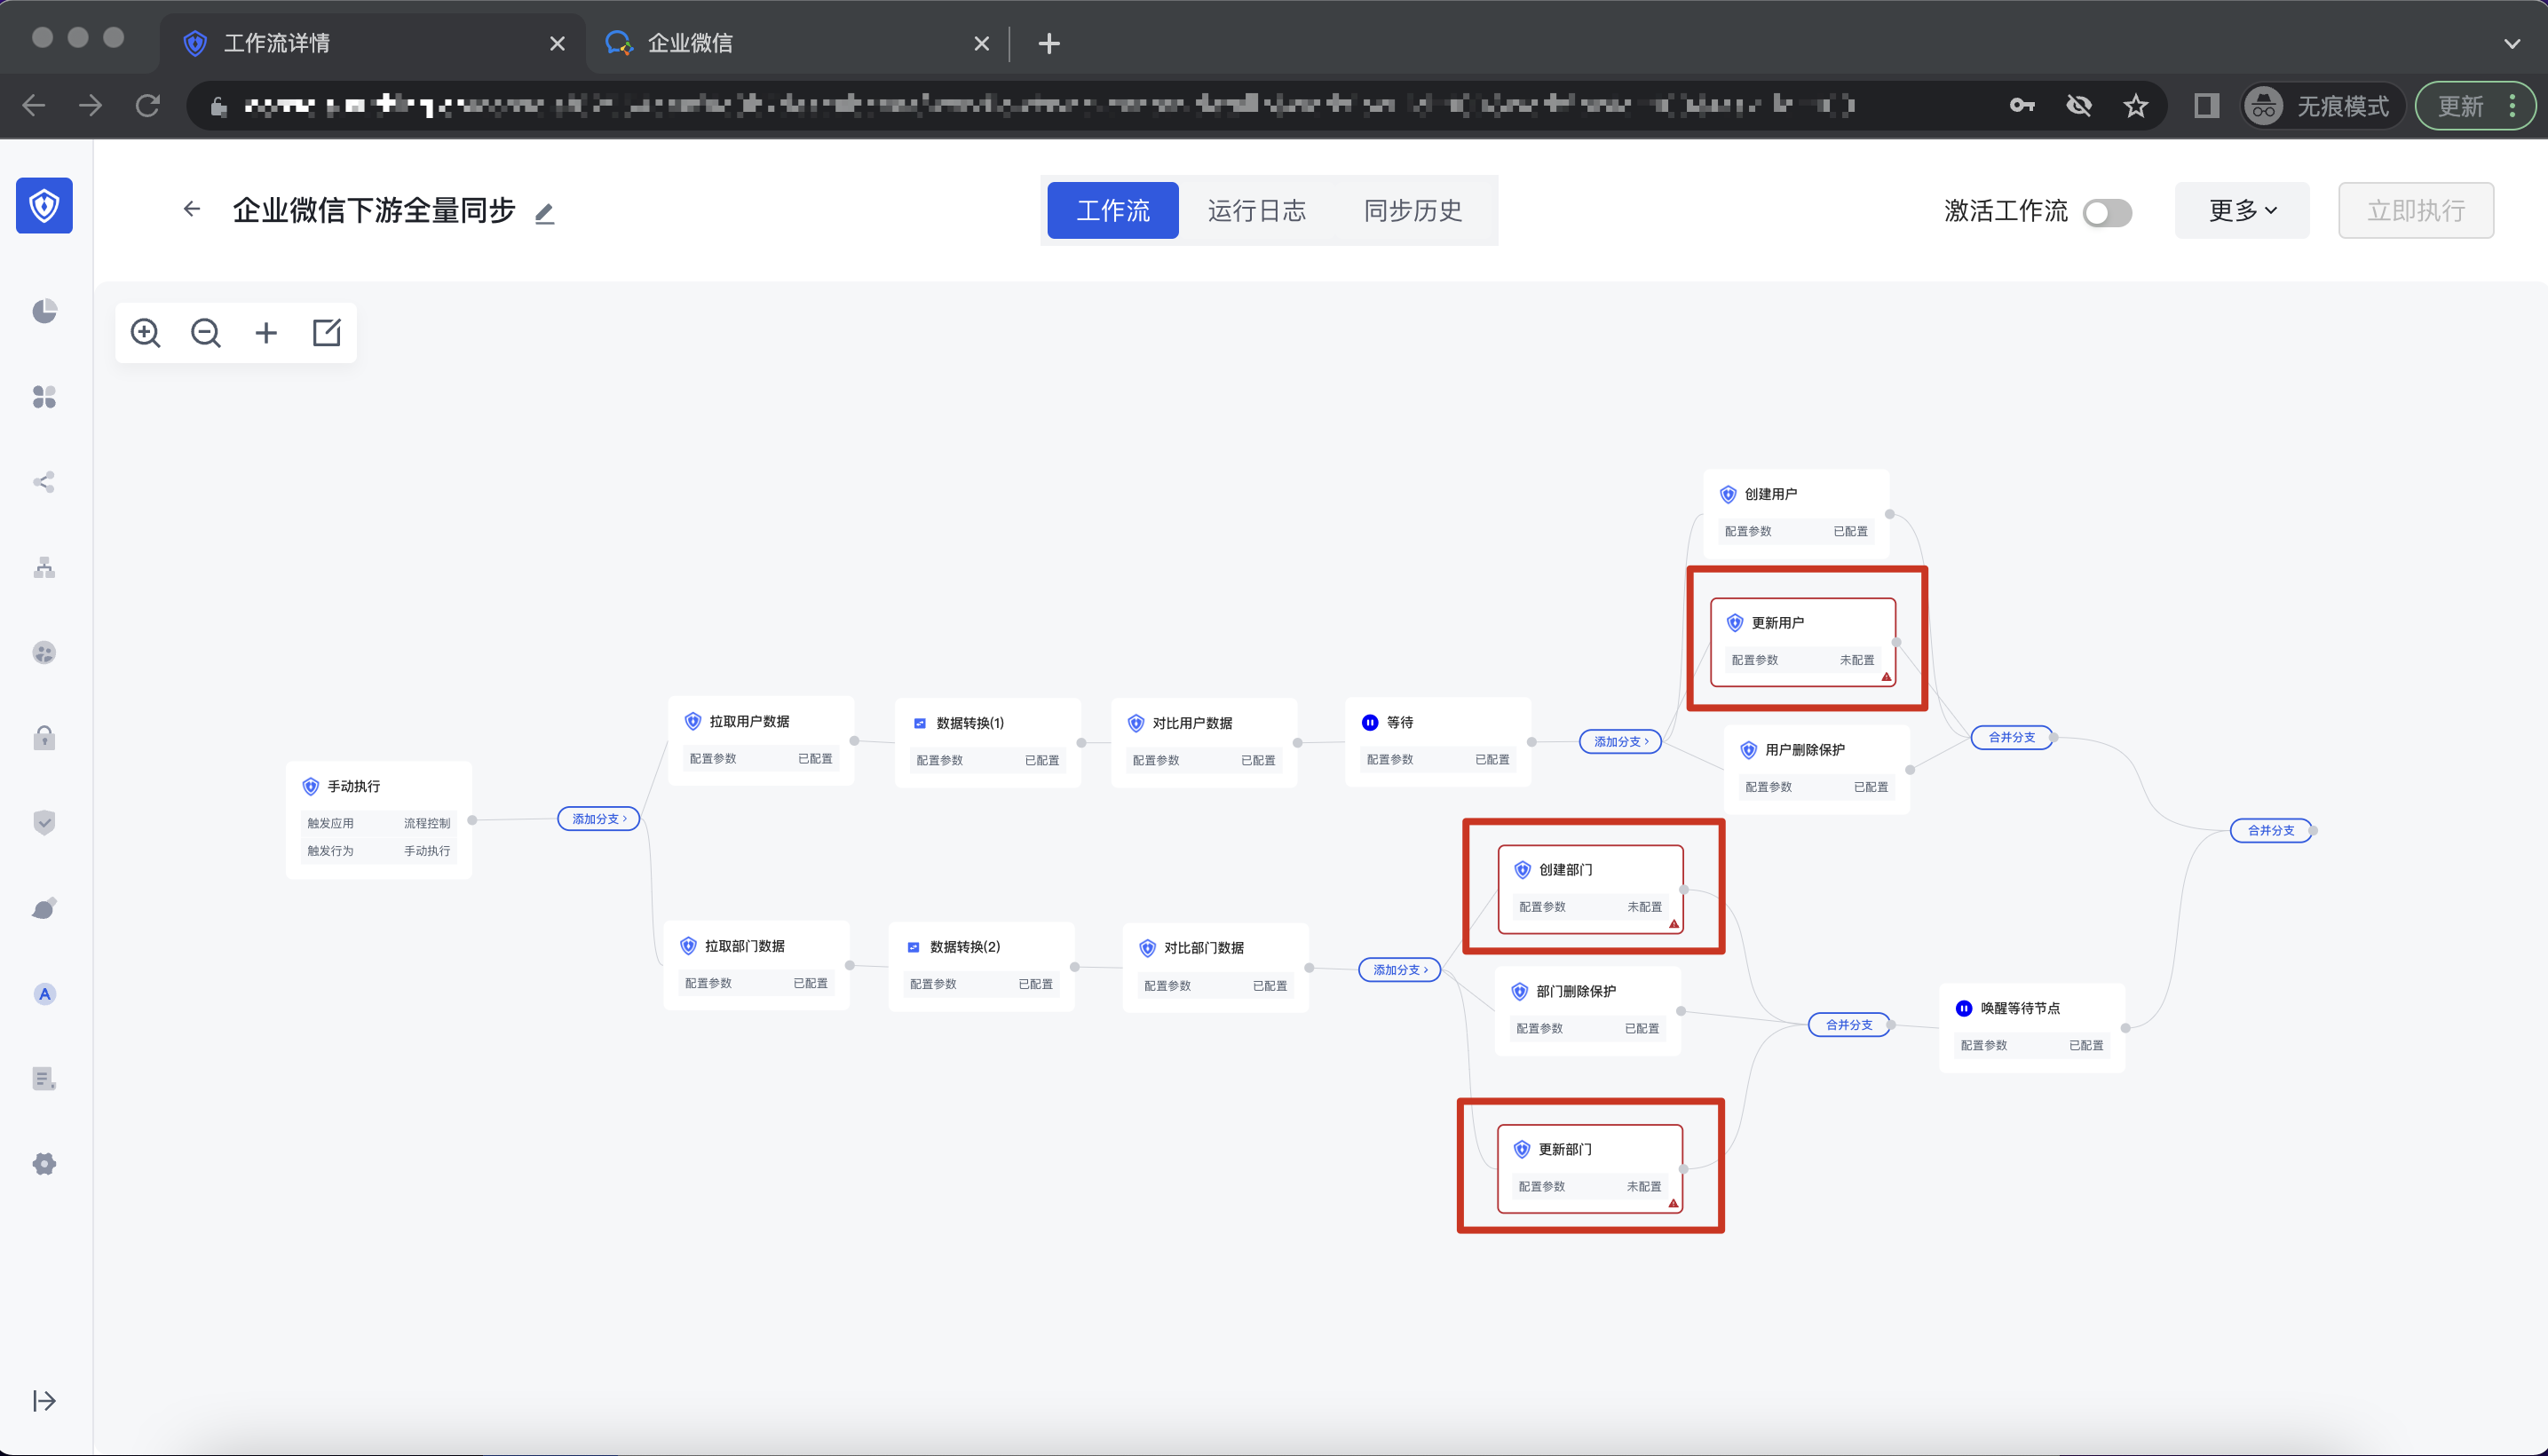 工作流详情
企业微信
无痕模式
更新
企业微信下游全量同步
工作流
运行日志
同步历史
激活工作流
更多
立即执行
创建用户
配置参数 已配置
更新用户
配置参数 未配置
用户删除保护
配置参数 已配置
拉取用户数据
配置参数 已配置
数据转换(1)
配置参数 已配置
对比用户数据
配置参数 已配置
等待
配置参数 已配置
添加分支 >
合并分支
手动执行
触发应用 流程控制
触发行为 手动执行
添加分支 >
合并分支
创建部门
配置参数 未配置
拉取部门数据
配置参数 已配置
数据转换(2)
配置参数 已配置
对比部门数据
配置参数 已配置
添加分支 >
部门删除保护
配置参数 已配置
合并分支
唤醒等待节点
配置参数 已配置
更新部门
配置参数 未配置
A